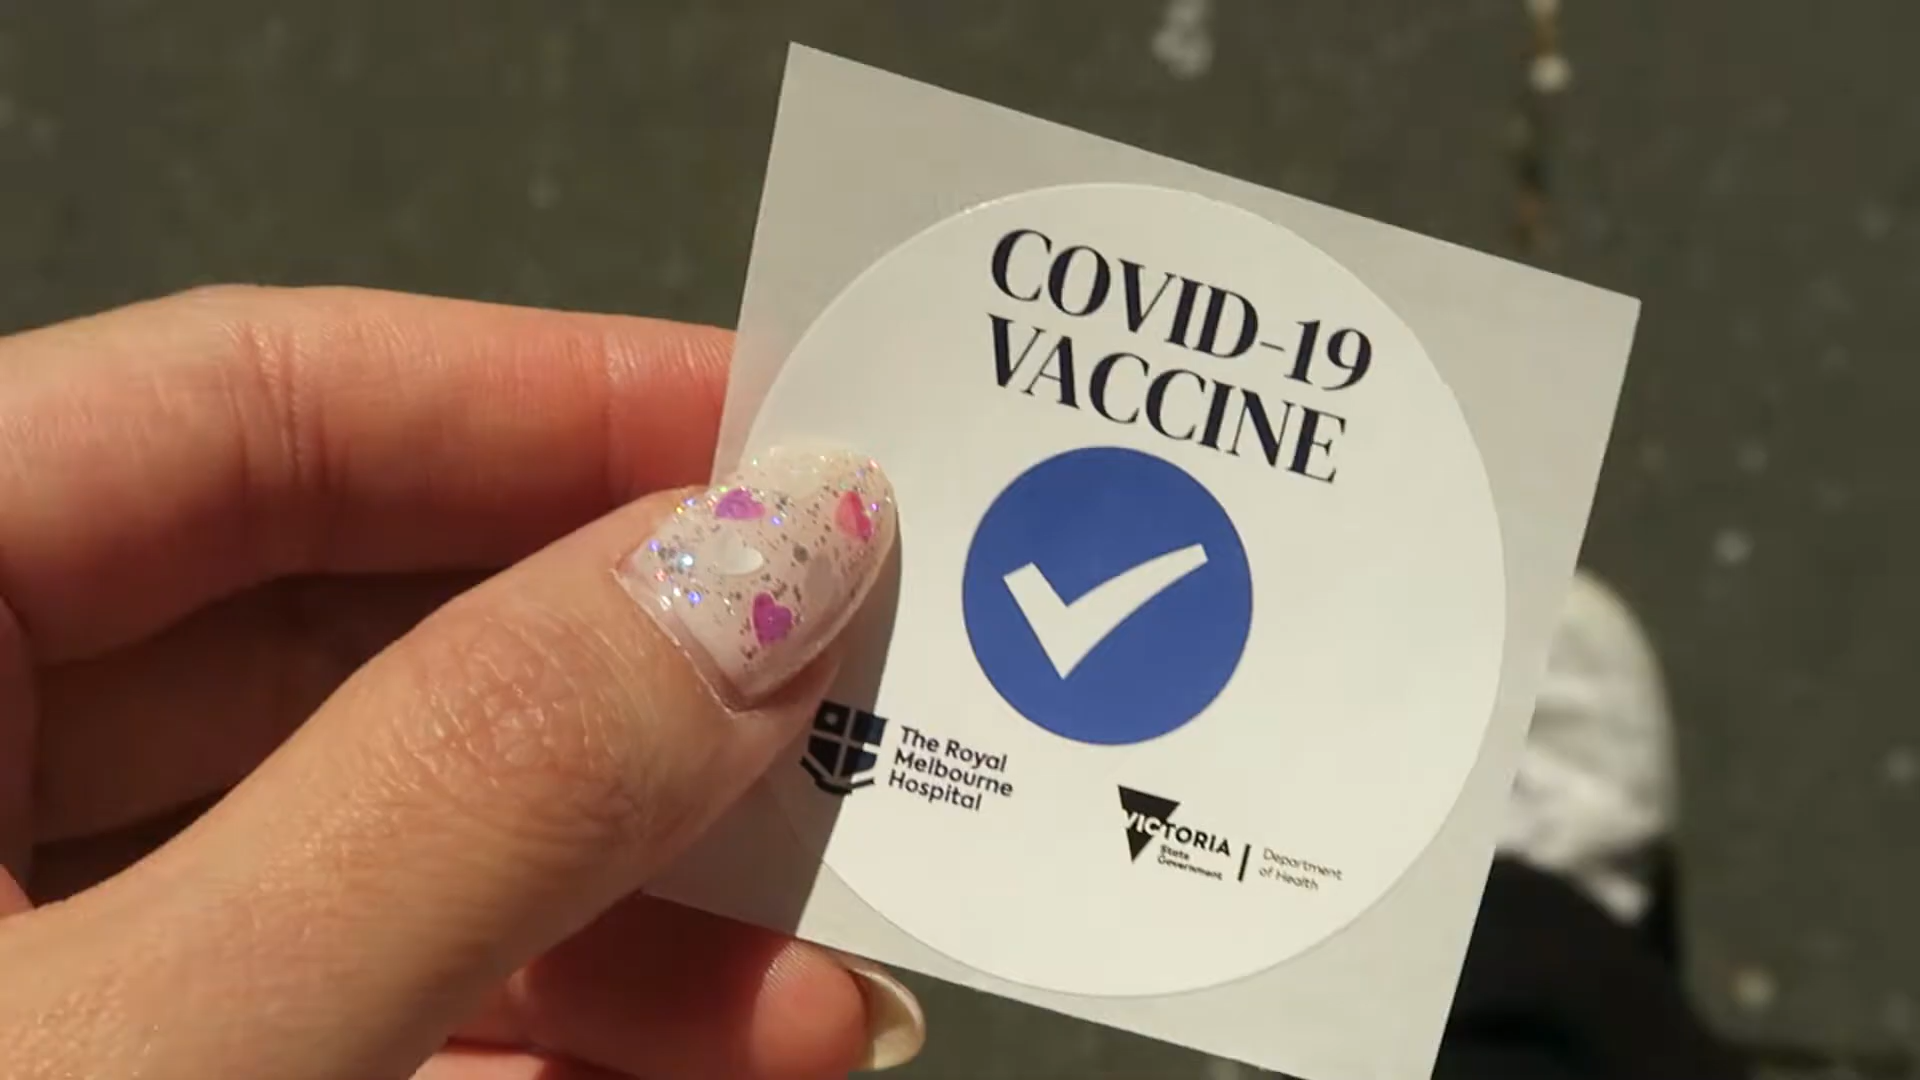 COVID-19
VACCINE
The Royal
Melbourne
Hospital
VICTORIA
State
Government
Department
of Health